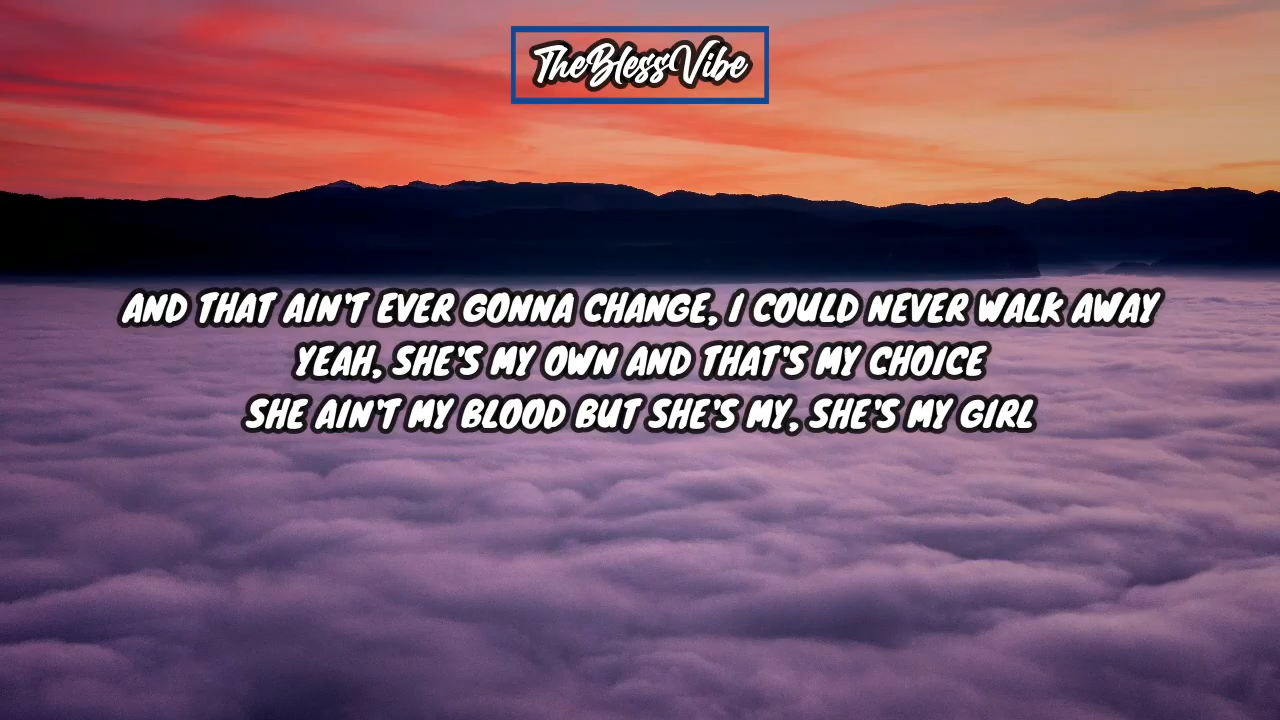 TheBlessVibe
AND THAT AIN'T EVER GONNA CHANGE, I COULD NEVER WALK AWAY
YEAH, SHE'S MY OWN AND THAT'S MY CHOICE
SHE AIN'T MY BLOOD BUT SHE'S MY, SHE'S MY GIRL